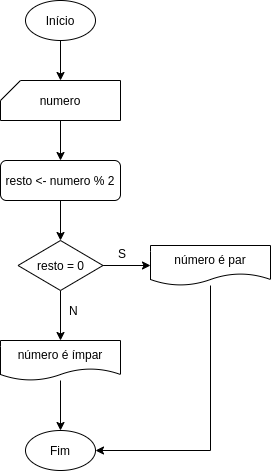 Início
numero
resto <- numero % 2
resto = 0
S
número é par
N
número é ímpar
Fim